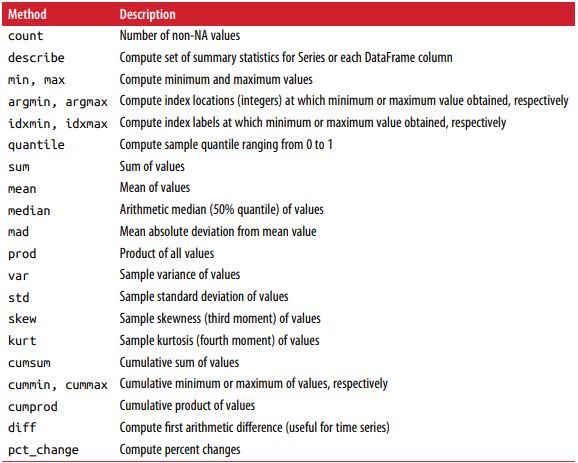 Method Description
count Number of non-NA values
describe Compute set of summary statistics for Series or each DataFrame column
min, max Compute minimum and maximum values
argmin, argmax Compute index locations (integers) at which minimum or maximum value obtained, respectively
idxmin, idxmax Compute index labels at which minimum or maximum value obtained, respectively
quantile Compute sample quantile ranging from 0 to 1
sum Sum of values
mean Mean of values
median Arithmetic median (50% quantile) of values
mad Mean absolute deviation from mean value
prod Product of all values
var Sample variance of values
std Sample standard deviation of values
skew Sample skewness (third moment) of values
kurt Sample kurtosis (fourth moment) of values
cumsum Cumulative sum of values
cummin, cummax Cumulative minimum or maximum of values, respectively
cumprod Cumulative product of values
diff Compute first arithmetic difference (useful for time series)
pct_change Compute percent changes